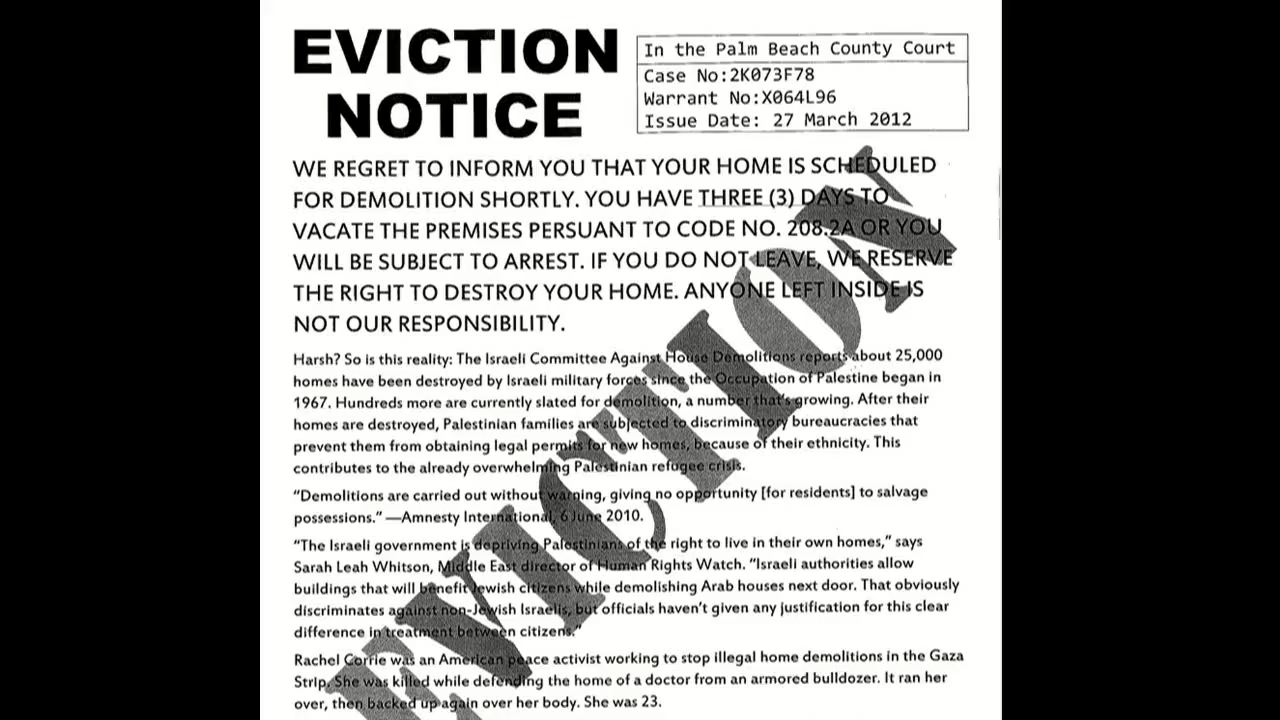 EVICTION
NOTICE
In the Palm Beach County Court
Case No:2K073F78
Warrant No:X064L96
Issue Date: 27 March 2012
WE REGRET TO INFORM YOU THAT YOUR HOME IS SCHEDULED
FOR DEMOLITION SHORTLY. YOU HAVE THREE (3) DAYS TO
VACATE THE PREMISES PERSUANT TO CODE NO. 208.2A OR YOU
WILL BE SUBJECT TO ARREST. IF YOU DO NOT LEAVE, WE RESERVE
THE RIGHT TO DESTROY YOUR HOME. ANYONE LEFT INSIDE IS
NOT OUR RESPONSIBILITY.
Harsh? So is this reality: The Israeli Committee Against House Demolitions reports about 25,000
homes have been destroyed by Israeli military forces since the Occupation of Palestine began in
1967. Hundreds more are currently slated for demolition, a number that's growing. After their
homes are destroyed, Palestinian families are subjected to discriminatory bureaucracies that
prevent them from obtaining legal permits for new homes, because of their ethnicity. This
contributes to the already overwhelming Palestinian refugee crisis.
“Demolitions are carried out without warning, giving no opportunity [for residents] to salvage
possessions.” —Amnesty International, 6 June 2010.
“The Israeli government is depriving Palestinians of the right to live in their own homes,” says
Sarah Leah Whitson, Middle East director of Human Rights Watch. “Israeli authorities allow
buildings that will benefit Jewish citizens while demolishing Arab houses next door. That obviously
discriminates against non-Jewish Israelis, but officials haven't given any justification for this clear
difference in treatment between citizens.”
Rachel Corrie was an American peace activist working to stop illegal home demolitions in the Gaza
Strip. She was killed while defending the home of a doctor from an armored bulldozer. It ran her
over, then backed up again over her body. She was 23.
EVICTION